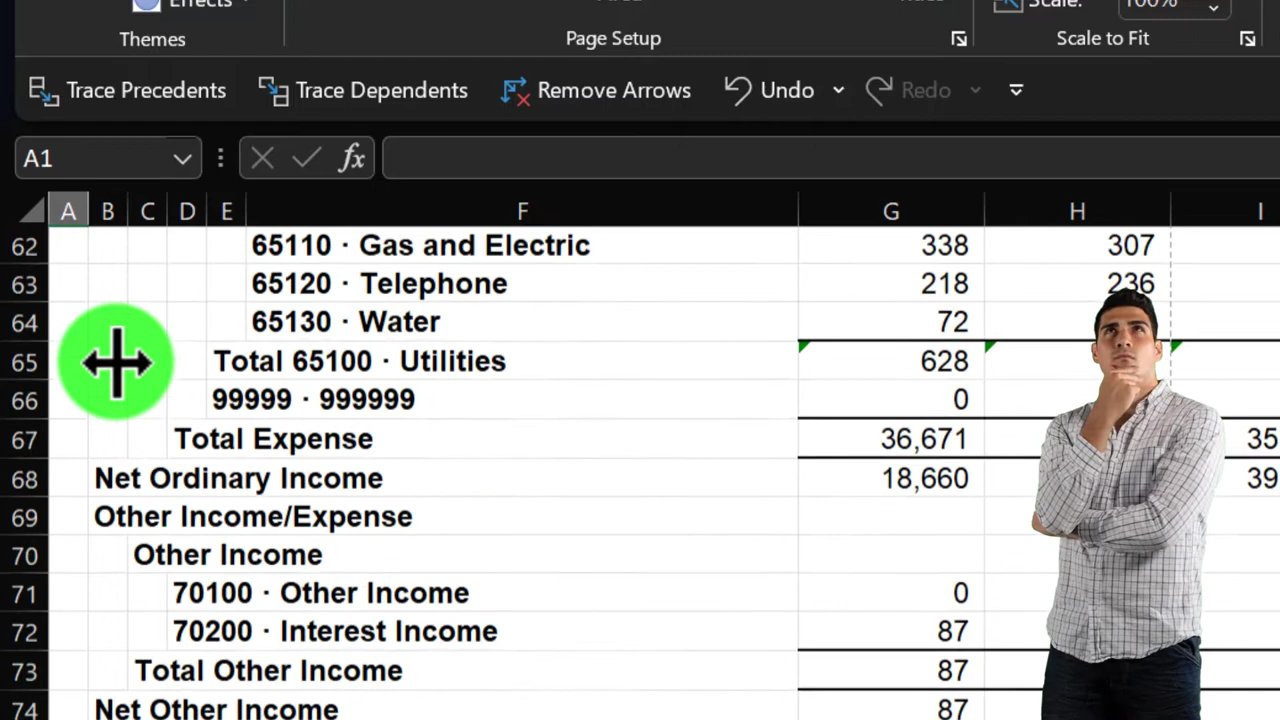 Effects
Scale: 100%
Themes Page Setup Scale to Fit
Trace Precedents Trace Dependents Remove Arrows Undo Redo
A1 fx
A B C D E F G H I
62 65110 · Gas and Electric 338 307
63 65120 · Telephone 218 236
64 65130 · Water 72
65 Total 65100 · Utilities 628
66 99999 · 999999 0
67 Total Expense 36,671 35
68 Net Ordinary Income 18,660 39
69 Other Income/Expense
70 Other Income
71 70100 · Other Income 0
72 70200 · Interest Income 87
73 Total Other Income 87
74 Net Other Income 87